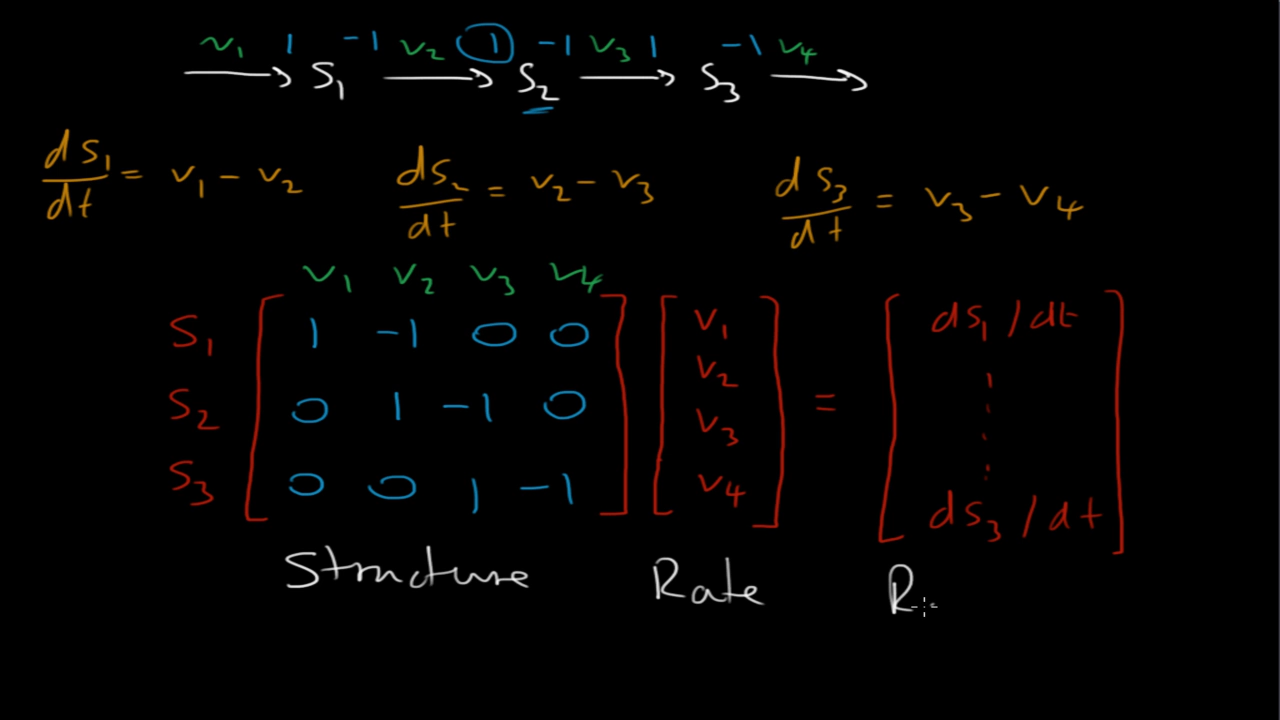 v₁ 1 → S₁ -1 v₂ → 1 S₂ -1 v₃ → 1 S₃ -1 v₄ →
dS₁/dt = v₁ - v₂ dS₂/dt = v₂ - v₃ dS₃/dt = v₃ - v₄
v₁ v₂ v₃ v₄
S₁ [ 1 -1 0 0 ] [ v₁ ] [ dS₁/dt ]
v₂
S₂ [ 0 1 -1 0 ] = ⋮
v₃
S₃ [ 0 0 1 -1 ] [ v₄ ] [ dS₃/dt ]
Structure Rate R